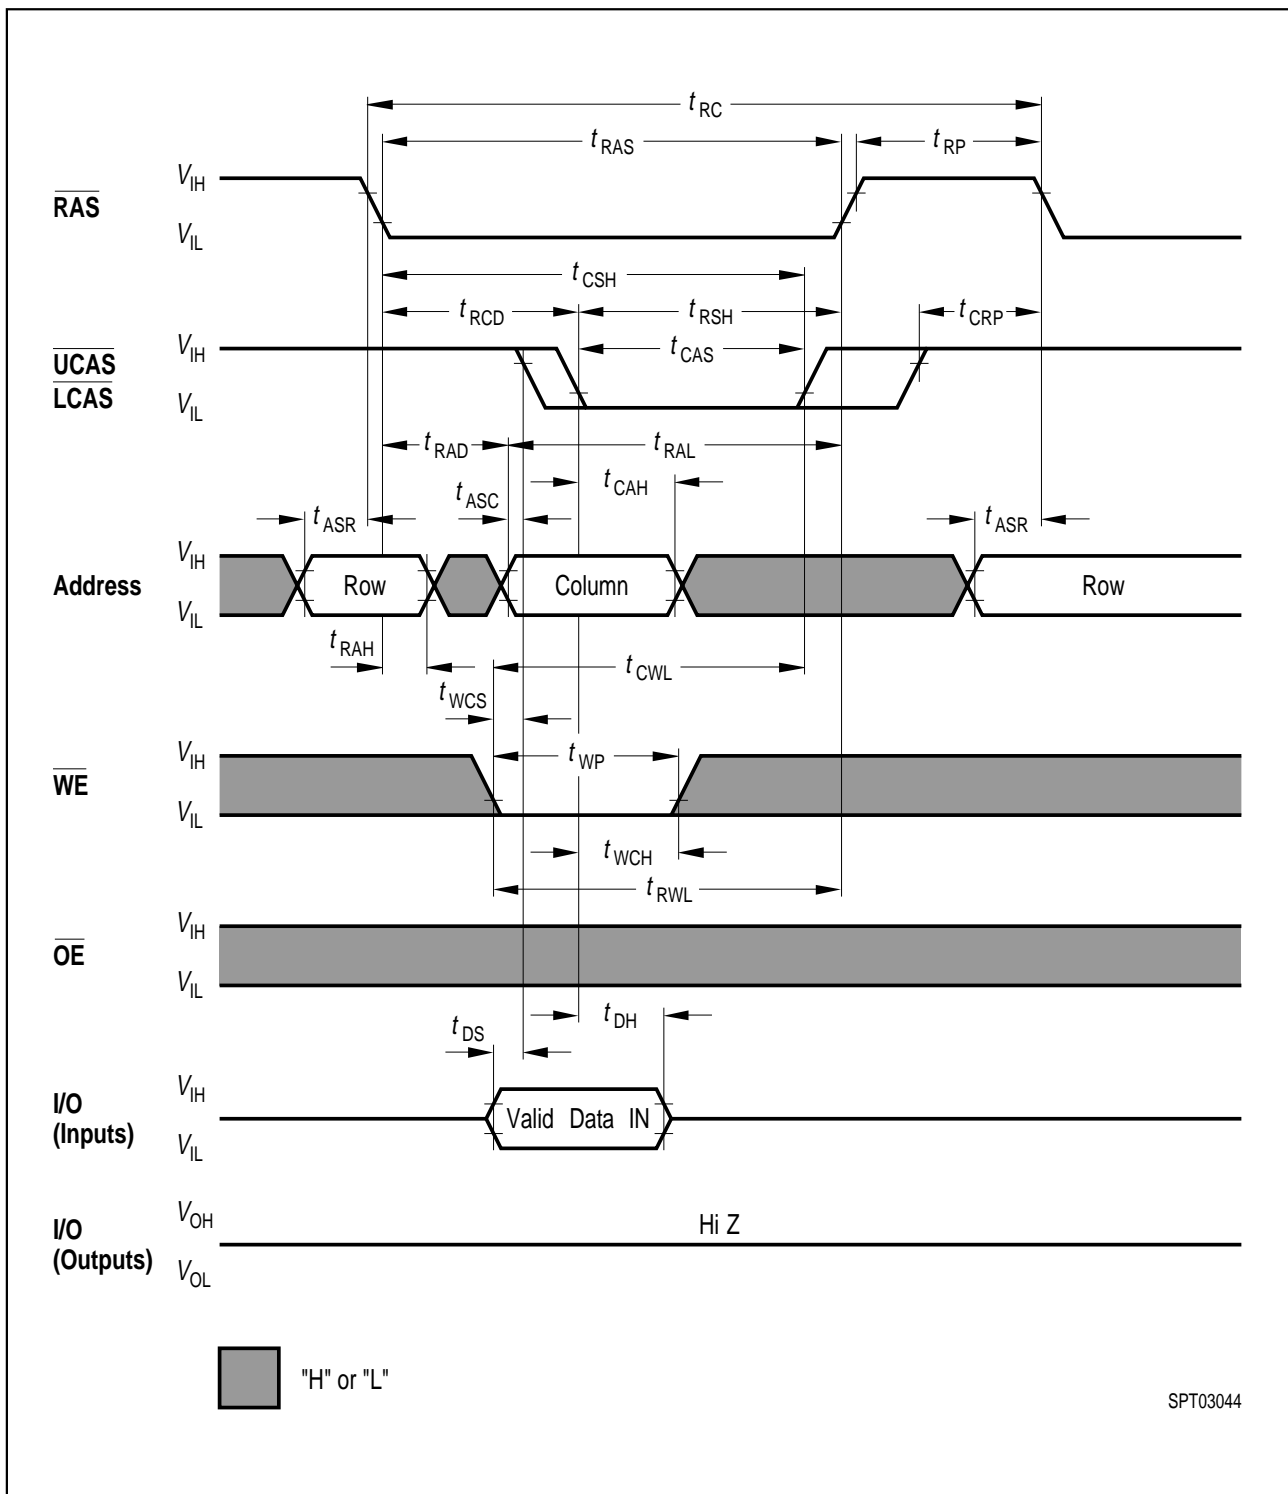 tRC
tRAS
tRP
VIH
RAS
VIL
tCSH
tRCD
tRSH
tCRP
VIH
UCAS
tCAS
LCAS
VIL
tRAD
tRAL
tCAH
tASC
tASR
tASR
VIH
Address
Row
Column
Row
VIL
tRAH
tCWL
tWCS
VIH
tWP
WE
VIL
tWCH
tRWL
VIH
OE
VIL
tDH
tDS
VIH
I/O
(Inputs)
Valid Data IN
VIL
VOH
Hi Z
I/O
(Outputs)
VOL
"H" or "L"
SPT03044